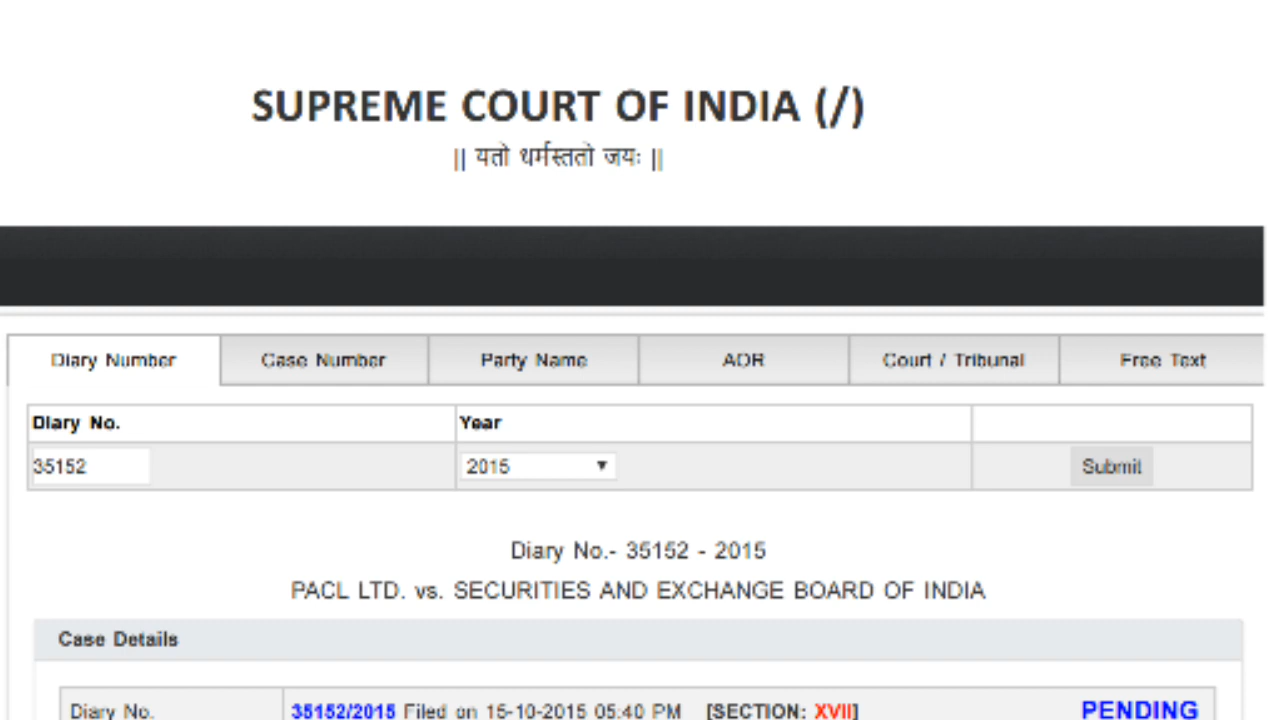 SUPREME COURT OF INDIA (/)
|| यतो धर्मस्ततो जयः ||
Diary Number Case Number Party Name AOR Court / Tribunal Free Text
Diary No. Year
35152 2015 ▼ Submit
Diary No.- 35152 - 2015
PACL LTD. vs. SECURITIES AND EXCHANGE BOARD OF INDIA
Case Details
Diary No. 35152/2015 Filed on 15-10-2015 05:40 PM [SECTION: XVII] PENDING